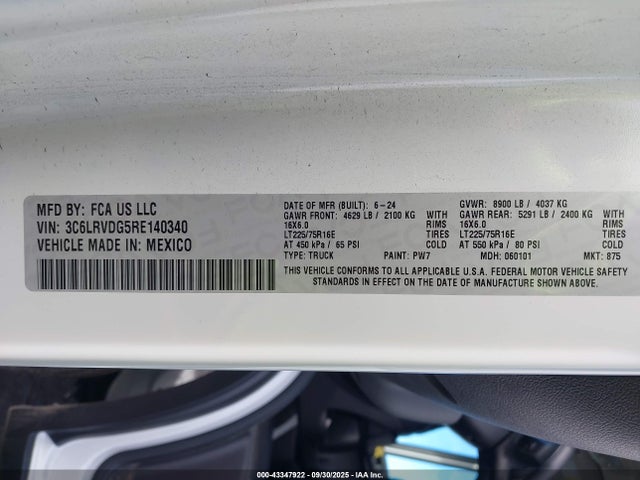 MFD BY: FCA US LLC
VIN: 3C6LRVDG5RE140340
VEHICLE MADE IN: MEXICO
DATE OF MFR (BUILT): 6-24 GVWR: 8900 LB / 4037 KG
GAWR FRONT: 4629 LB / 2100 KG WITH GAWR REAR: 5291 LB / 2400 KG WITH
16X6.0 RIMS 16X6.0 RIMS
LT225/75R16E TIRES LT225/75R16E TIRES
AT 450 kPa / 65 PSI COLD AT 550 kPa / 80 PSI COLD
TYPE: TRUCK PAINT: PW7 MDH: 060101 MKT: 875
THIS VEHICLE CONFORMS TO ALL APPLICABLE U.S.A. FEDERAL MOTOR VEHICLE SAFETY
STANDARDS IN EFFECT ON THE DATE OF MANUFACTURE SHOWN ABOVE.
000-43347922 - 09/30/2025 - IAAI.COM